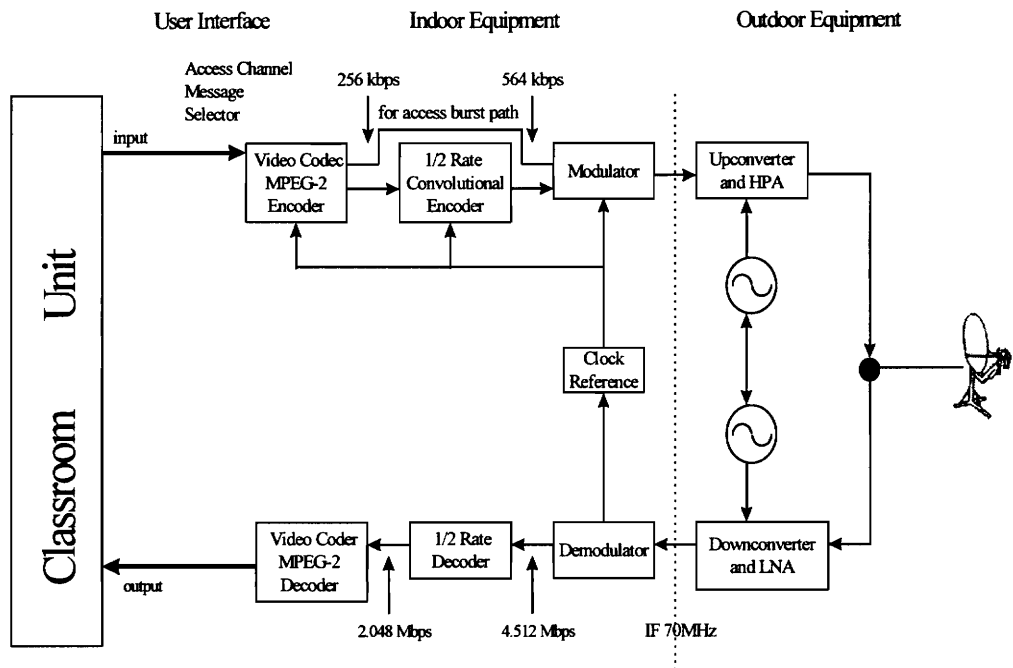 User Interface
Indoor Equipment
Outdoor Equipment
Access Channel
Message
Selector
256 kbps
564 kbps
for access burst path
input
Video Codec
MPEG-2
Encoder
1/2 Rate
Convolutional
Encoder
Modulator
Upconverter
and HPA
Classroom Unit
Clock
Reference
Video Coder
MPEG-2
Decoder
1/2 Rate
Decoder
Demodulator
Downconverter
and LNA
output
2.048 Mbps
4.512 Mbps
IF 70MHz